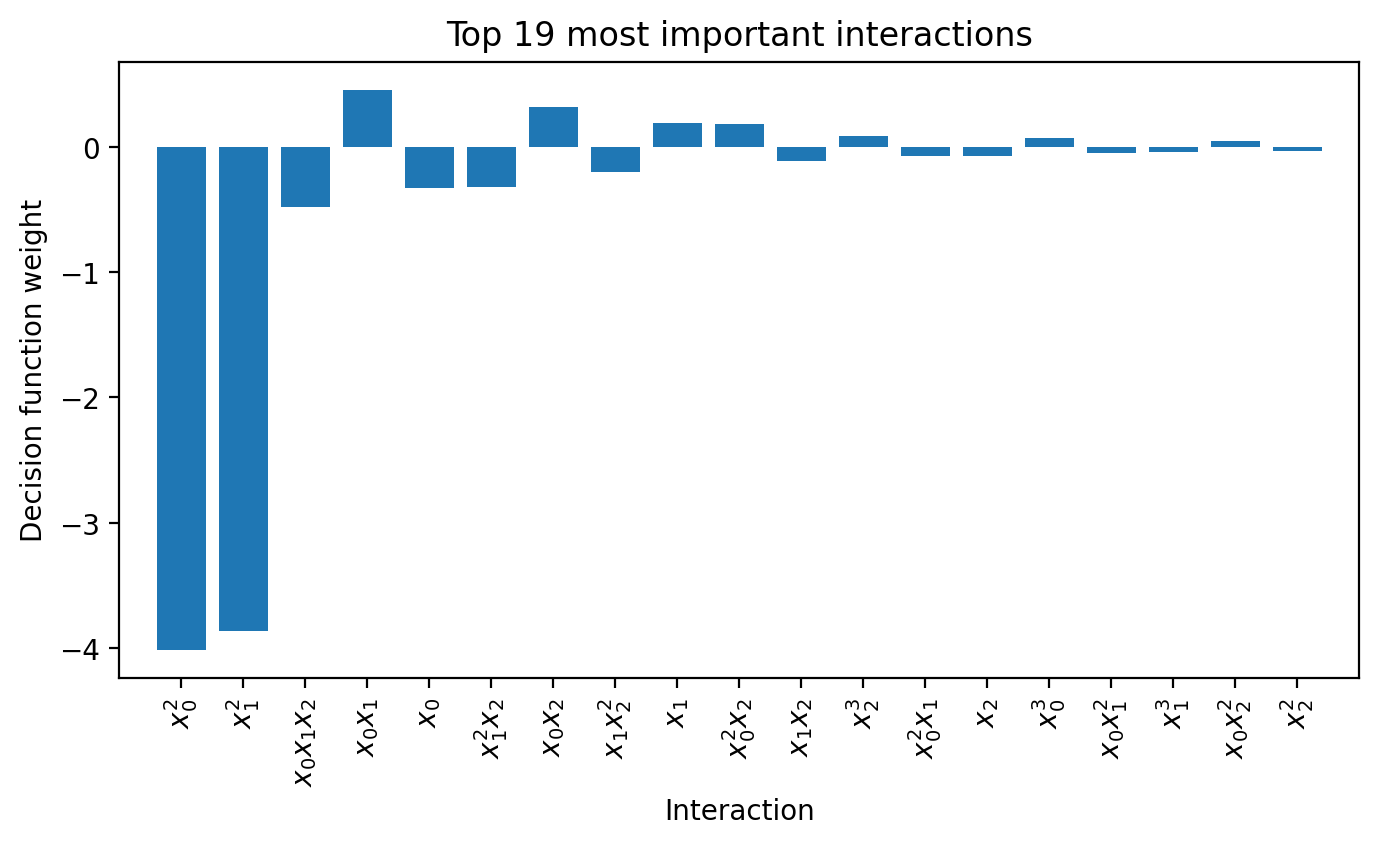 Top 19 most important interactions
Decision function weight
0
−1
−2
−3
−4
x₀²
x₁²
x₀x₁x₂
x₀x₁
x₀
x₁²x₂
x₀x₂
x₁x₂²
x₁
x₀²x₂
x₁x₂
x₂³
x₀²x₁
x₂
x₀³
x₀x₁²
x₁³
x₀x₂²
x₂²
Interaction